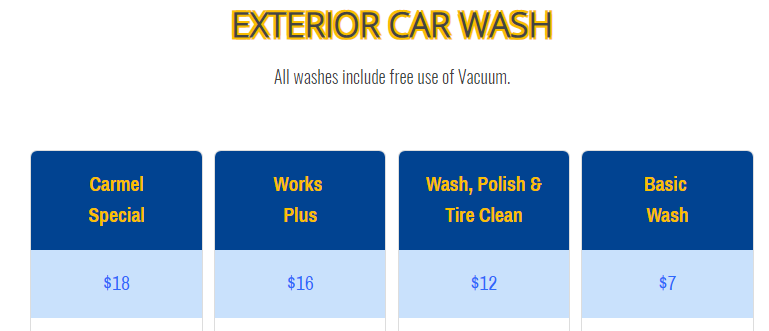 EXTERIOR CAR WASH
All washes include free use of Vacuum.
Carmel
Special
Works
Plus
Wash, Polish &
Tire Clean
Basic
Wash
$18
$16
$12
$7